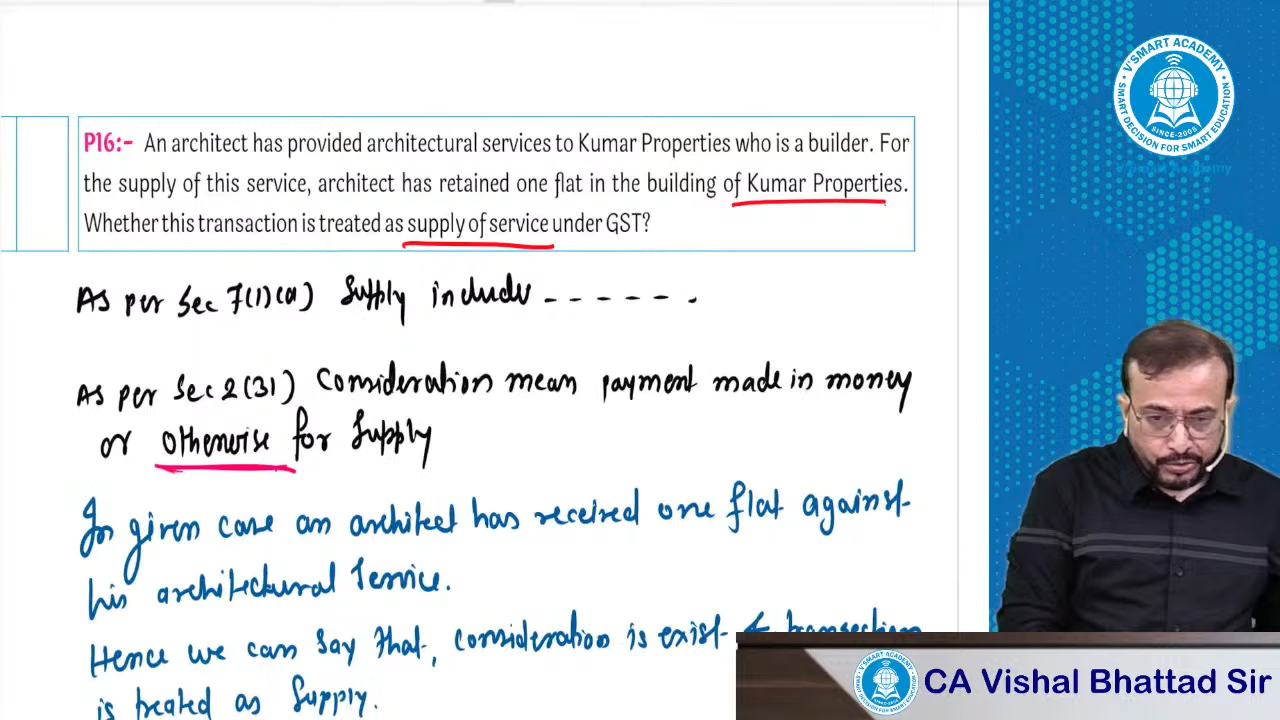 V'SMART ACADEMY
SMART DECISION FOR SMART EDUCATION
SINCE-2005
P16:- An architect has provided architectural services to Kumar Properties who is a builder. For
the supply of this service, architect has retained one flat in the building of Kumar Properties.
Whether this transaction is treated as supply of service under GST?
As per Sec 7(1)(a) Supply include - - - - - - .
As per Sec 2(31) Consideration mean payment made in money
or otherwise for supply
In given case an architect has received one flat against
his architectural service.
Hence we can say that, consideration is exist & transaction
is treated as supply.
CA Vishal Bhattad Sir